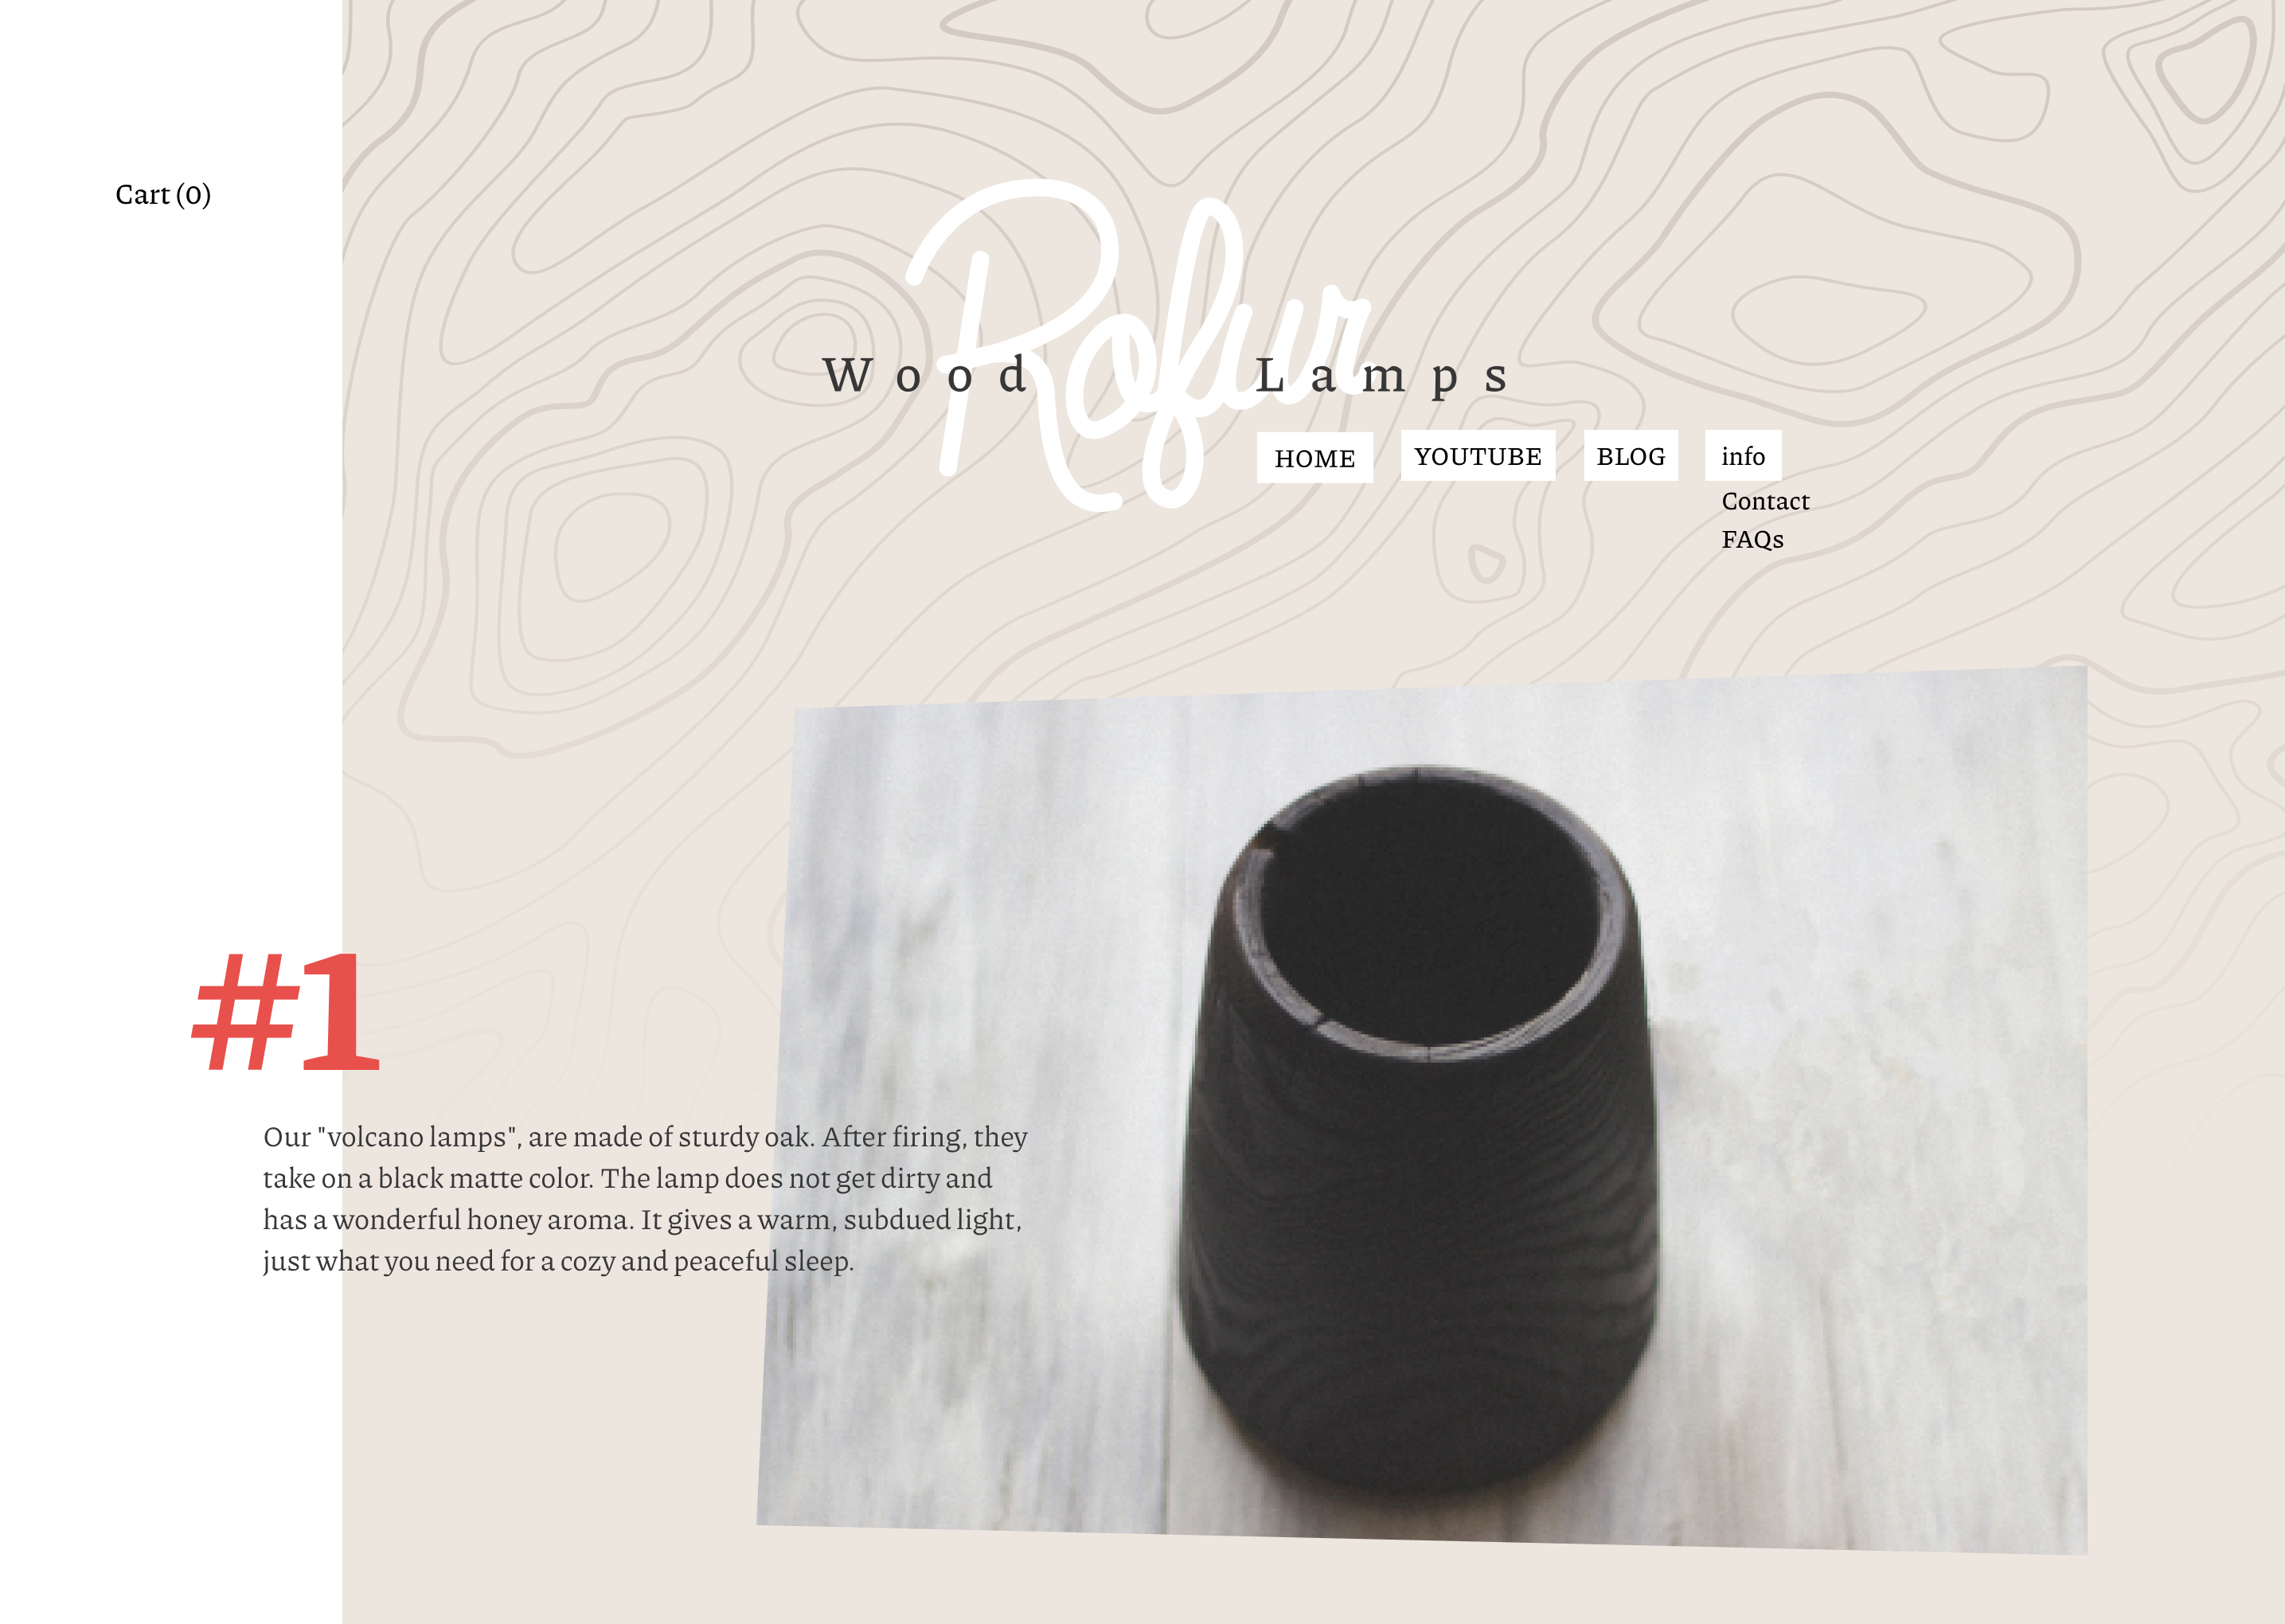 Cart (0)
Rofur
Wood Lamps
HOME YOUTUBE BLOG info
Contact
FAQs
#1
Our "volcano lamps", are made of sturdy oak. After firing, they
take on a black matte color. The lamp does not get dirty and
has a wonderful honey aroma. It gives a warm, subdued light,
just what you need for a cozy and peaceful sleep.